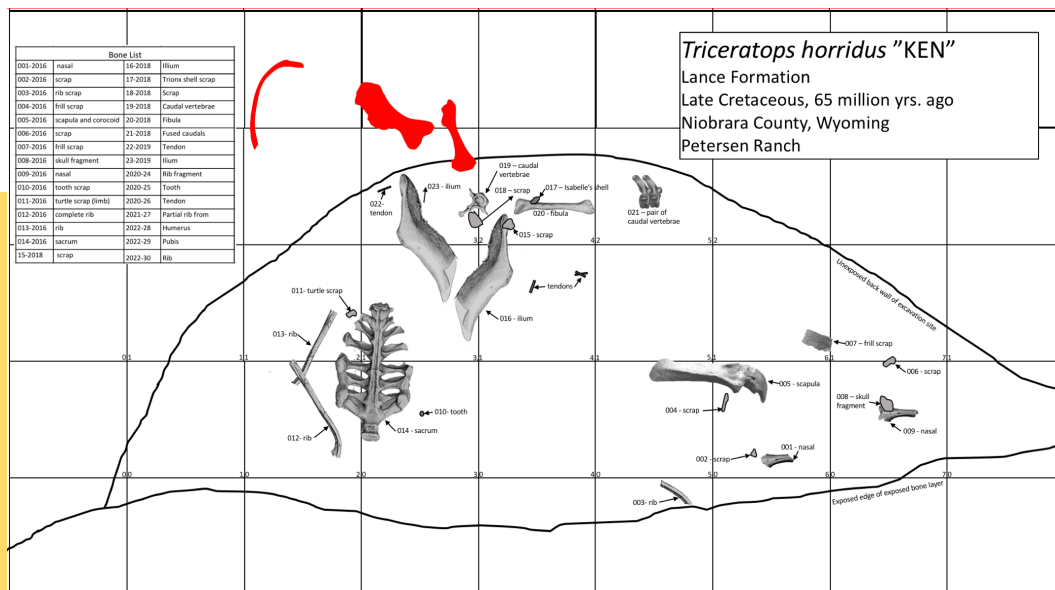 Bone List
001-2016 nasal 16-2018 Illium
002-2016 scrap 17-2018 Trionx shell scrap
003-2016 rib scrap 18-2018 Scrap
004-2016 frill scrap 19-2018 Caudal vertebrae
005-2016 scapula and corocoid 20-2018 Fibula
006-2016 scrap 21-2018 Fused caudals
007-2016 frill scrap 22-2019 Tendon
008-2016 skull fragment 23-2019 Ilium
009-2016 nasal 2020-24 Rib fragment
010-2016 tooth scrap 2020-25 Tooth
011-2016 turtle scrap (limb) 2020-26 Tendon
012-2016 complete rib 2021-27 Partial rib from
013-2016 rib 2022-28 Humerus
014-2016 sacrum 2022-29 Pubis
15-2018 scrap 2022-30 Rib
Triceratops horridus ”KEN”
Lance Formation
Late Cretaceous, 65 million yrs. ago
Niobrara County, Wyoming
Petersen Ranch
019 – caudal
vertebrae
023 - ilium
018 – scrap
017 – Isabelle's shell
022-
tendon
020 - fibula
021 – pair of
caudal vertebrae
015 - scrap
3,2
4,2
5,2
Unexposed back wall of excavation site
tendons
011- turtle scrap
016 - ilium
013- rib
007 – frill scrap
0,1
1,1
2,1
3,1
4,1
5,1
6,1
7,1
006 - scrap
005 - scapula
008 – skull
fragment
004 - scrap
010- tooth
009 - nasal
014 - sacrum
012- rib
001 - nasal
002 - scrap
0,0
1,0
2,0
3,0
4,0
5,0
6,0
7,0
Exposed edge of exposed bone layer
003- rib